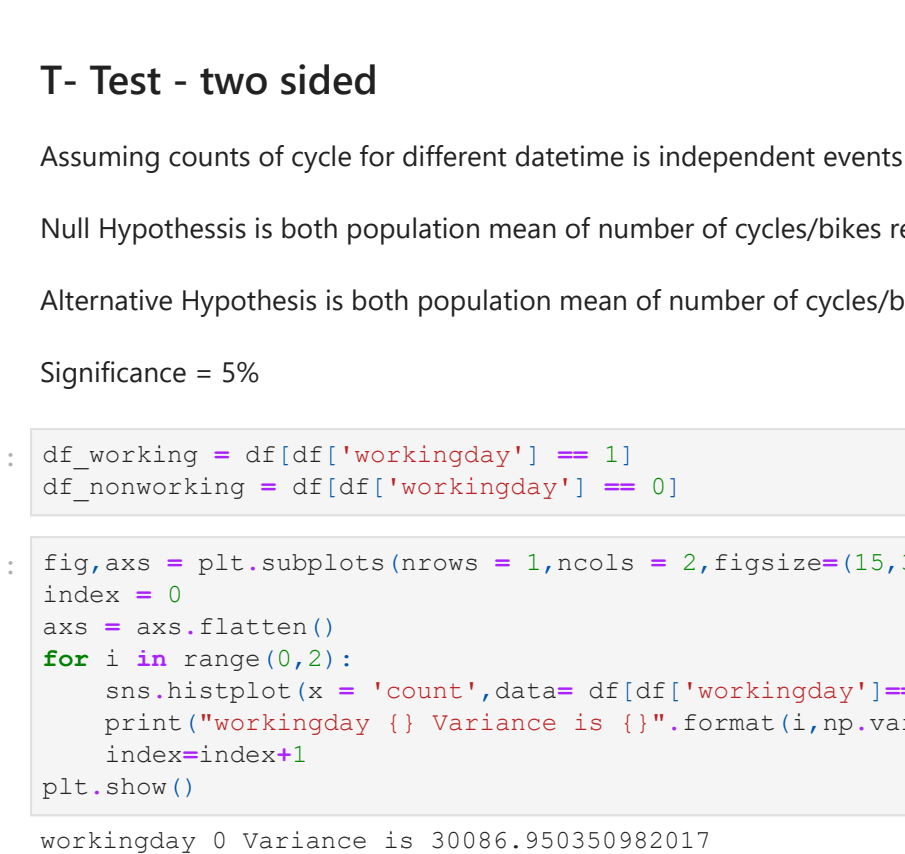 T- Test - two sided
Assuming counts of cycle for different datetime is independent events
Null Hypothessis is both population mean of number of cycles/bikes
Alternative Hypothesis is both population mean of number of
Significance = 5%
: df_working = df[df['workingday'] == 1]
df_nonworking = df[df['workingday'] == 0]
: fig,axs = plt.subplots(nrows = 1,ncols = 2,figsize=(15,
index = 0
axs = axs.flatten()
for i in range(0,2):
    sns.histplot(x = 'count',data= df[df['workingday']==
    print("workingday {} Variance is {}".format(i,np.var
    index=index+1
plt.show()
workingday 0 Variance is 30086.950350982017